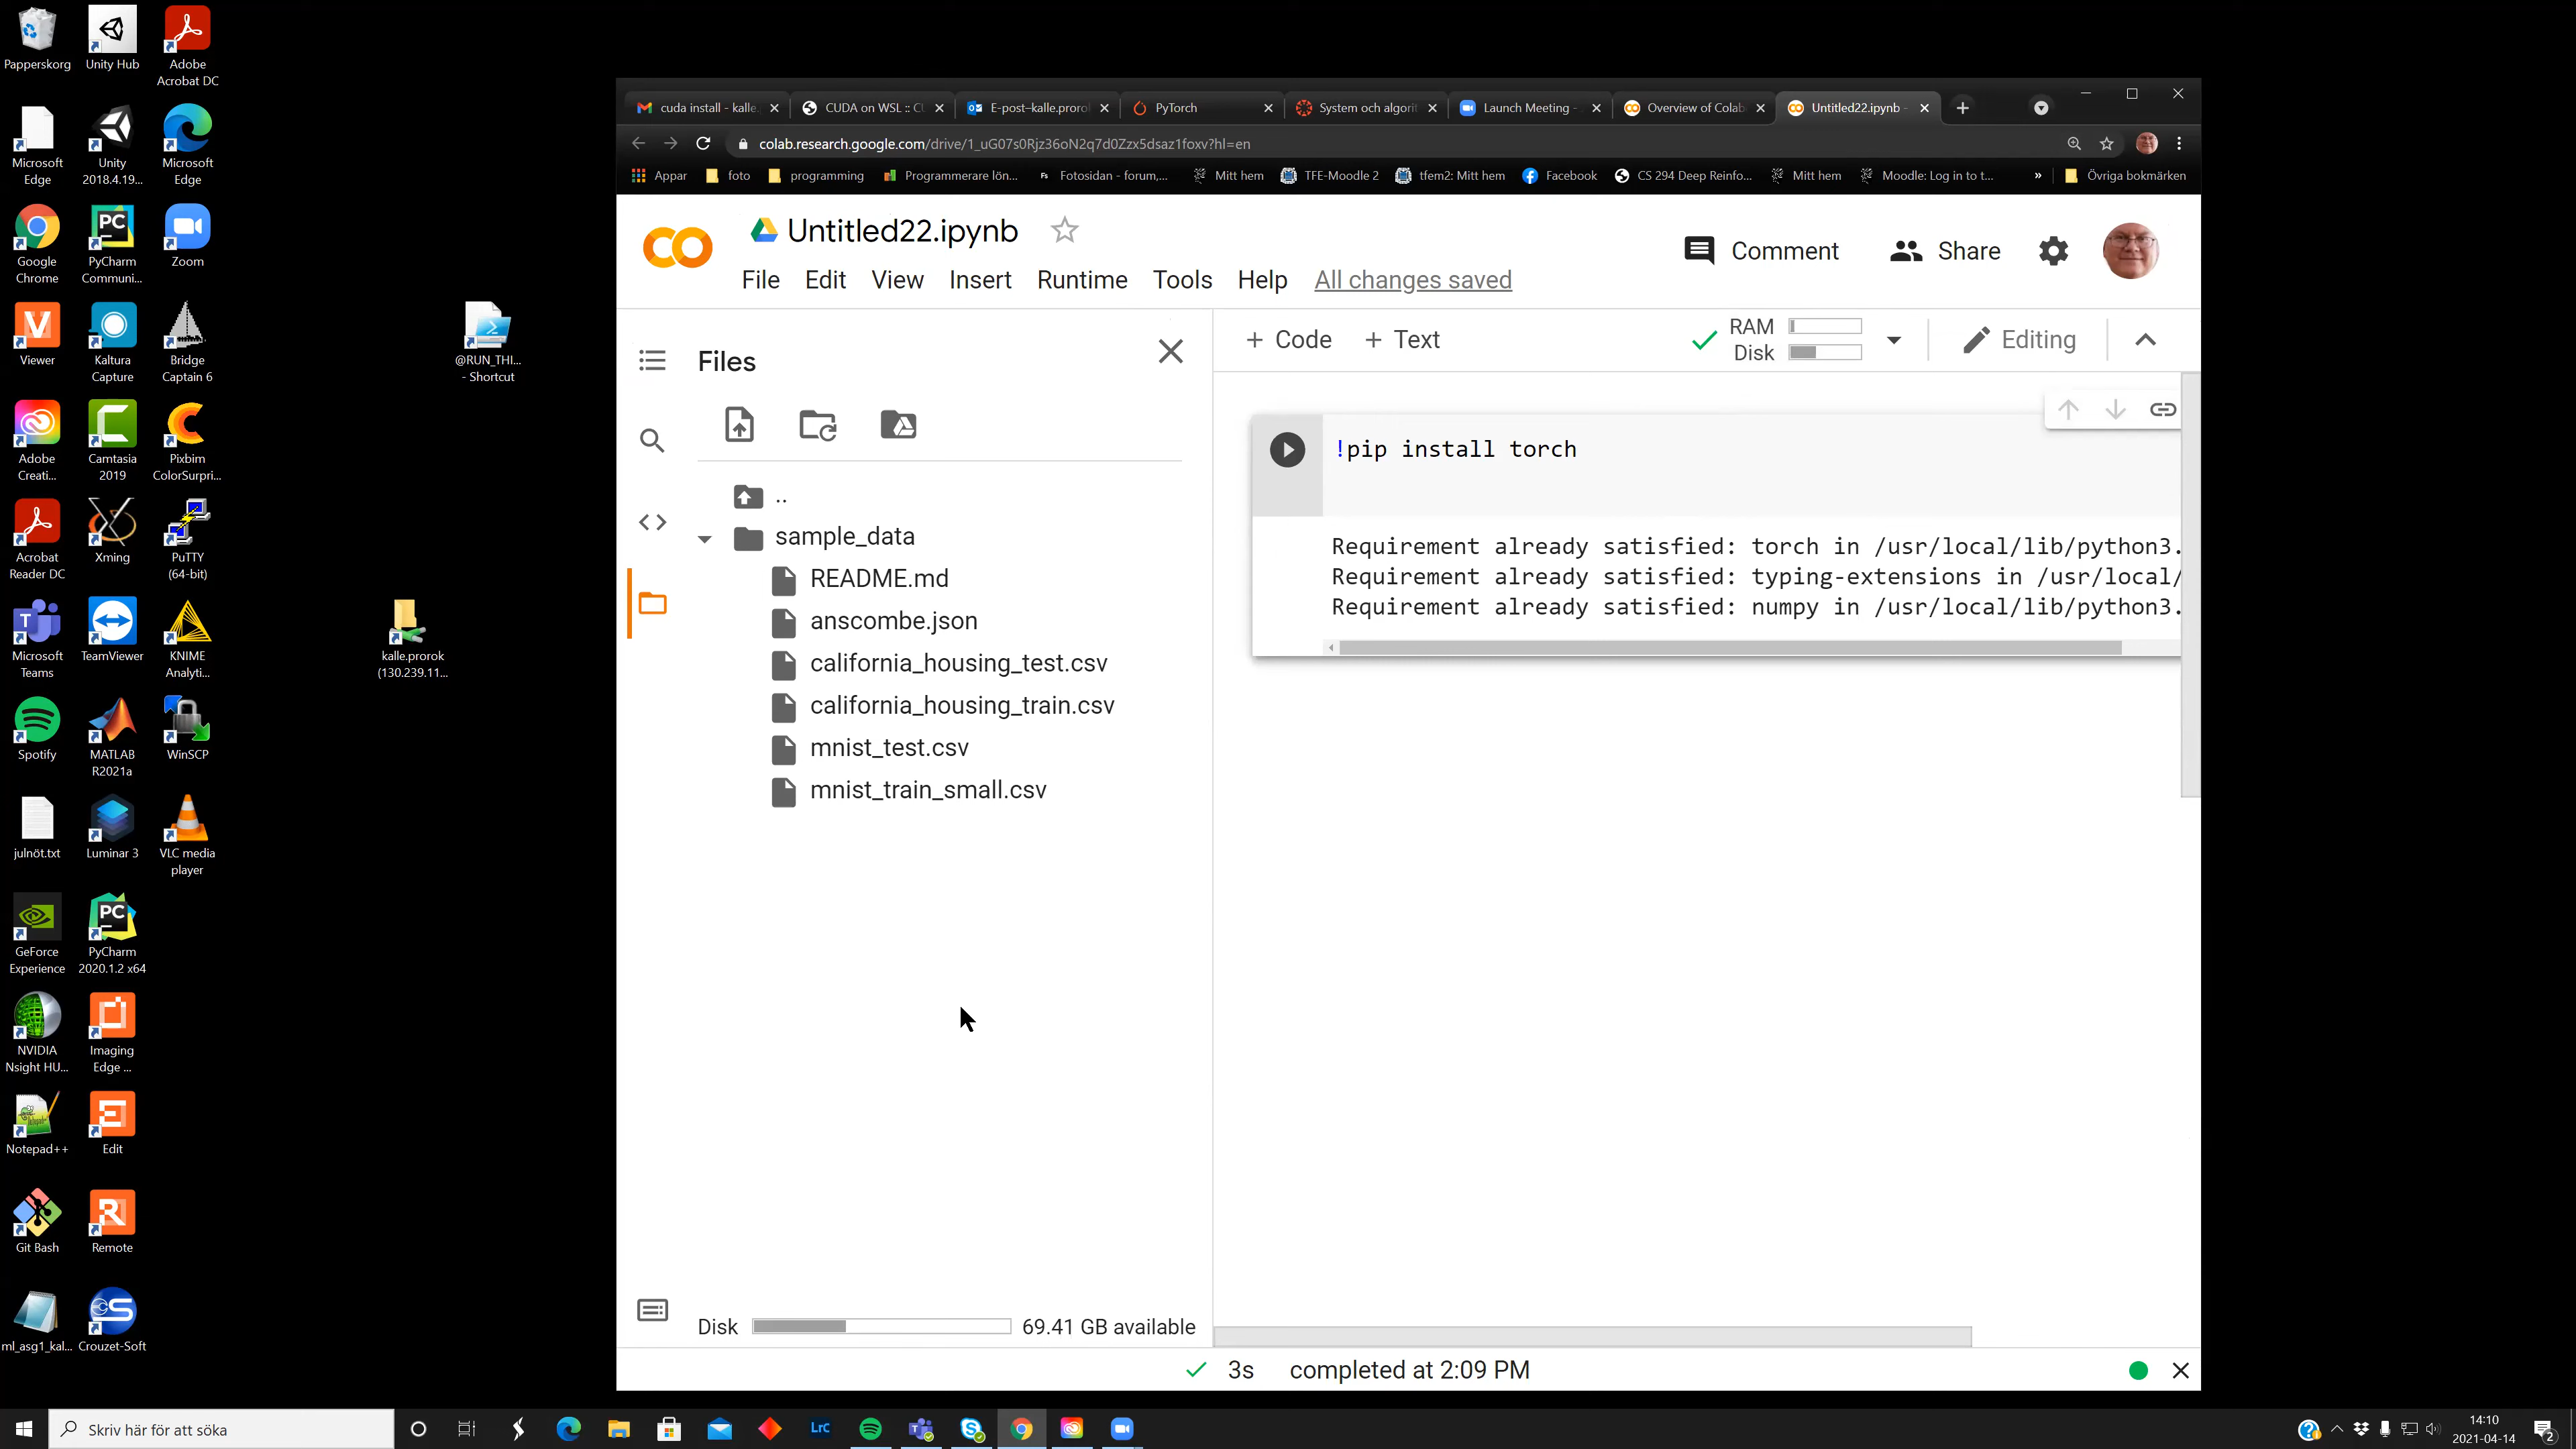 Papperskorg
Unity Hub
Adobe
Acrobat DC
Microsoft
Edge
Unity
2018.4.19...
Microsoft
Edge
Google
Chrome
PyCharm
Communi...
Zoom
Viewer
Kaltura
Capture
Bridge
Captain 6
Adobe
Creati...
Camtasia
2019
Pixbim
ColorSurpri...
Acrobat
Reader DC
Xming
PuTTY
(64-bit)
Microsoft
Teams
TeamViewer
KNIME
Analyti...
Spotify
MATLAB
R2021a
WinSCP
julnöt.txt
Luminar 3
VLC media
player
GeForce
Experience
PyCharm
2020.1.2 x64
NVIDIA
Nsight HU...
Imaging
Edge ...
Notepad++
Edit
Git Bash
Remote
ml_asg1_kal...
Crouzet-Soft
@RUN_THI...
- Shortcut
kalle.prorok
(130.239.11...
cuda install - kalle.
CUDA on WSL :: CU
E-post–kalle.proro
PyTorch
System och algorit
Launch Meeting -
Overview of Colab
Untitled22.ipynb -
colab.research.google.com/drive/1_uG07s0Rjz36oN2q7d0Zzx5dsaz1foxv?hl=en
Appar
foto
programming
Programmerare lön...
Fotosidan - forum,...
Mitt hem
TFE-Moodle 2
tfem2: Mitt hem
Facebook
CS 294 Deep Reinfo...
Mitt hem
Moodle: Log in to t...
»
Övriga bokmärken
Untitled22.ipynb
Comment
Share
File Edit View Insert Runtime Tools Help All changes saved
Files
+ Code + Text
RAM
Disk
Editing
..
sample_data
README.md
anscombe.json
california_housing_test.csv
california_housing_train.csv
mnist_test.csv
mnist_train_small.csv
Disk
69.41 GB available
!pip install torch
Requirement already satisfied: torch in /usr/local/lib/python3.
Requirement already satisfied: typing-extensions in /usr/local/
Requirement already satisfied: numpy in /usr/local/lib/python3.
3s completed at 2:09 PM
Skriv här för att söka
LrC
14:10
2021-04-14
2